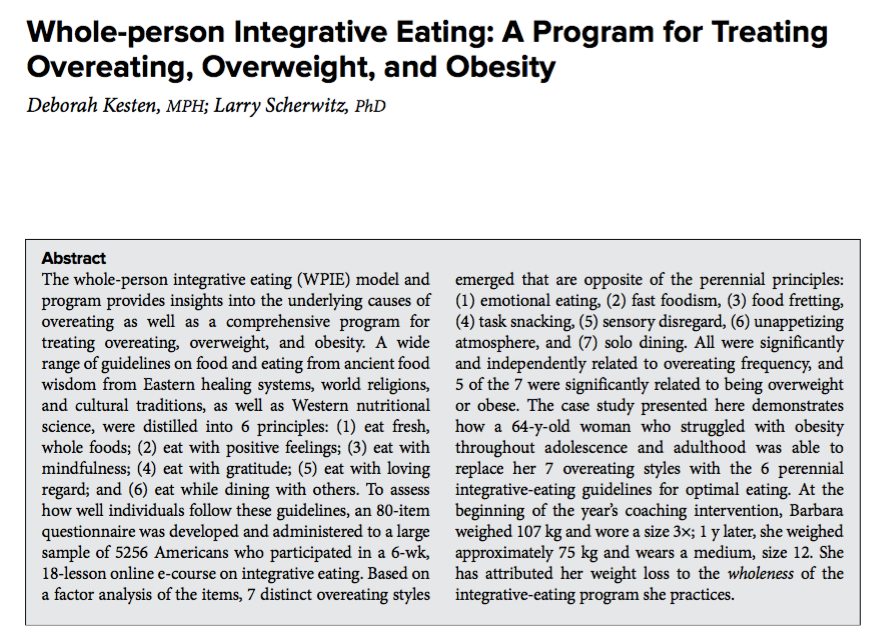 Whole-person Integrative Eating: A Program for Treating
Overeating, Overweight, and Obesity
Deborah Kesten, MPH; Larry Scherwitz, PhD
Abstract
The whole-person integrative eating (WPIE) model and
program provides insights into the underlying causes of
overeating as well as a comprehensive program for
treating overeating, overweight, and obesity. A wide
range of guidelines on food and eating from ancient food
wisdom from Eastern healing systems, world religions,
and cultural traditions, as well as Western nutritional
science, were distilled into 6 principles: (1) eat fresh,
whole foods; (2) eat with positive feelings; (3) eat with
mindfulness; (4) eat with gratitude; (5) eat with loving
regard; and (6) eat while dining with others. To assess
how well individuals follow these guidelines, an 80-item
questionnaire was developed and administered to a large
sample of 5256 Americans who participated in a 6-wk,
18-lesson online e-course on integrative eating. Based on
a factor analysis of the items, 7 distinct overeating styles
emerged that are opposite of the perennial principles:
(1) emotional eating, (2) fast foodism, (3) food fretting,
(4) task snacking, (5) sensory disregard, (6) unappetizing
atmosphere, and (7) solo dining. All were significantly
and independently related to overeating frequency, and
5 of the 7 were significantly related to being overweight
or obese. The case study presented here demonstrates
how a 64-y-old woman who struggled with obesity
throughout adolescence and adulthood was able to
replace her 7 overeating styles with the 6 perennial
integrative-eating guidelines for optimal eating. At the
beginning of the year's coaching intervention, Barbara
weighed 107 kg and wore a size 3×; 1 y later, she weighed
approximately 75 kg and wears a medium, size 12. She
has attributed her weight loss to the wholeness of the
integrative-eating program she practices.